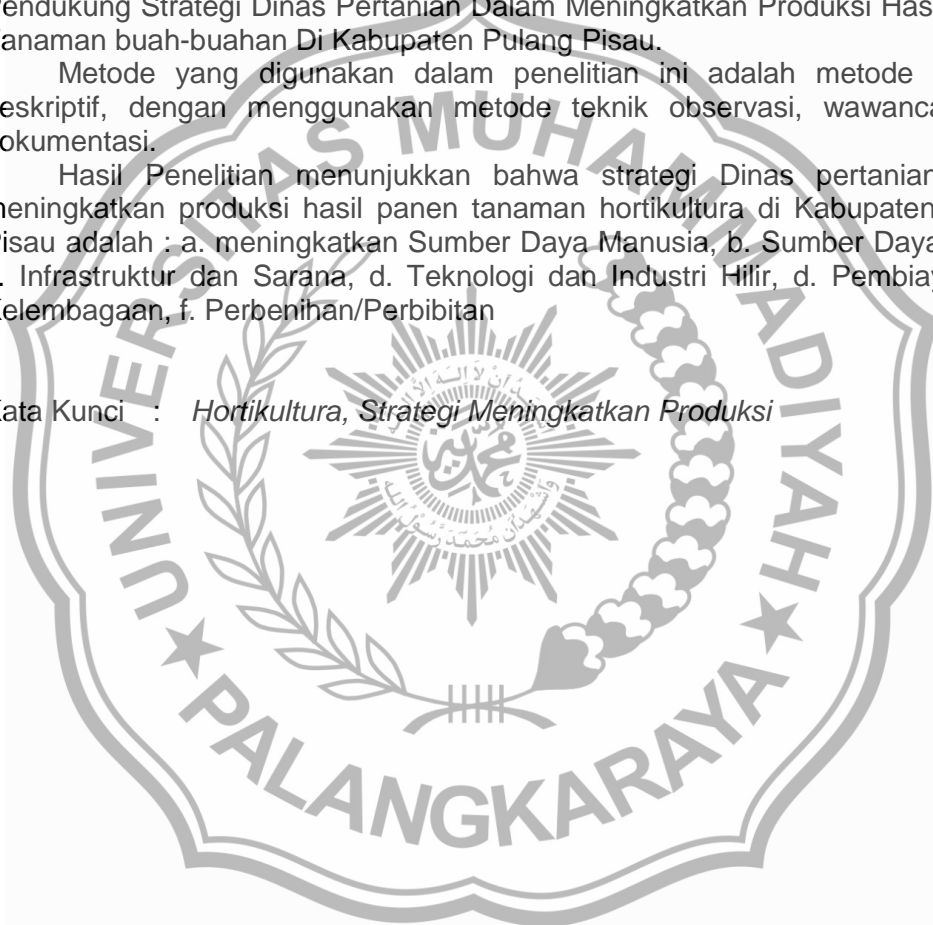 Pendukung Strategi Dinas Pertanian Dalam Meningkatkan Produksi Hasi
anaman buah-buahan Di Kabupaten Pulang Pisau.
Metode yang digunakan dalam penelitian ini adalah metode
eskriptif, dengan menggunakan metode teknik observasi, wawanca
okumentasi.
Hasil Penelitian menunjukkan bahwa strategi Dinas pertanian
meningkatkan produksi hasil panen tanaman hortikultura di Kabupaten
Pisau adalah : a. meningkatkan Sumber Daya Manusia, b. Sumber Daya
. Infrastruktur dan Sarana, d. Teknologi dan Industri Hilir, d. Pembiay
Kelembagaan, f. Perbenihan/Perbibitan
Kata Kunci : Hortikultura, Strategi Meningkatkan Produksi
UNIVERSITAS MUHAMMADIYAH
PALANGKARAYA
محمد